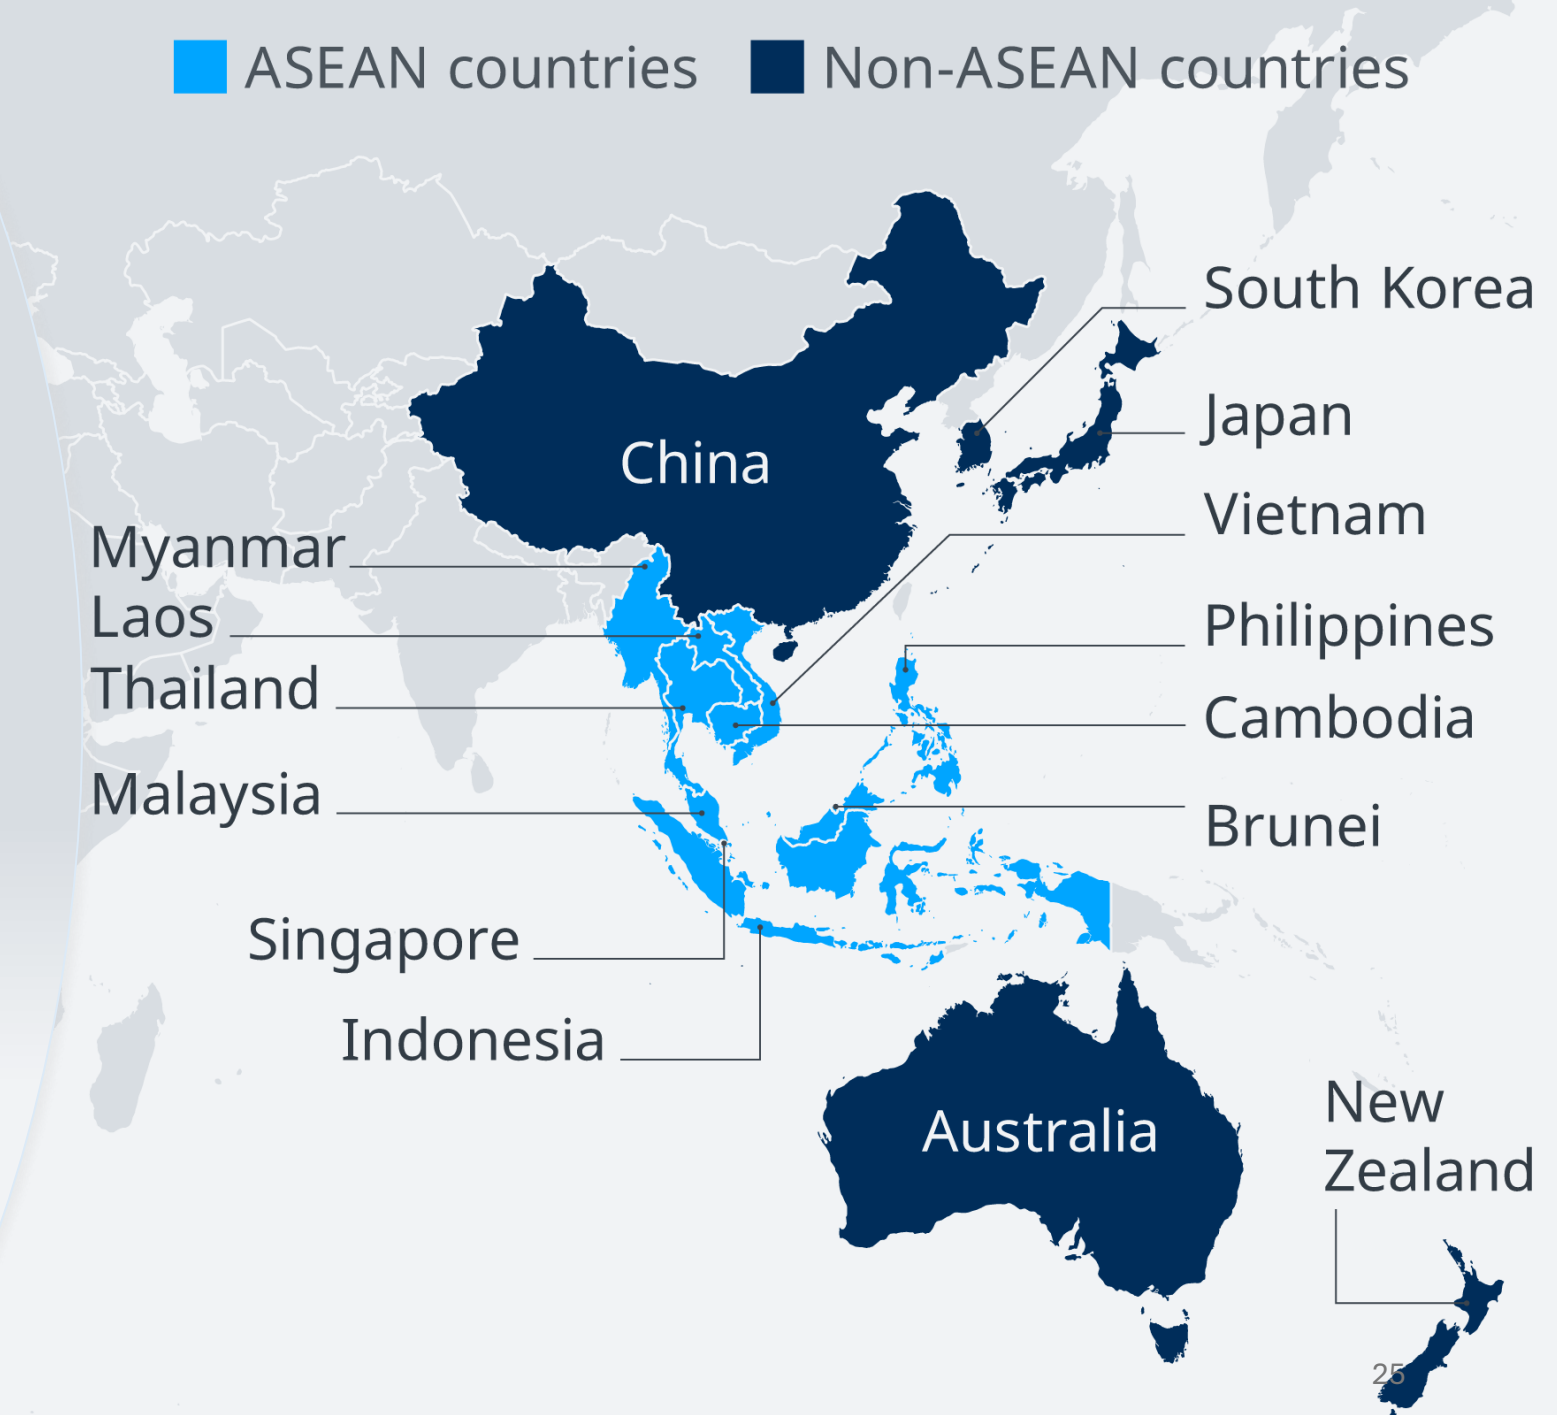 ASEAN countries
Non-ASEAN countries
South Korea
Japan
China
Vietnam
Myanmar
Laos
Philippines
Thailand
Cambodia
Malaysia
Brunei
Singapore
Indonesia
Australia
New
Zealand
25